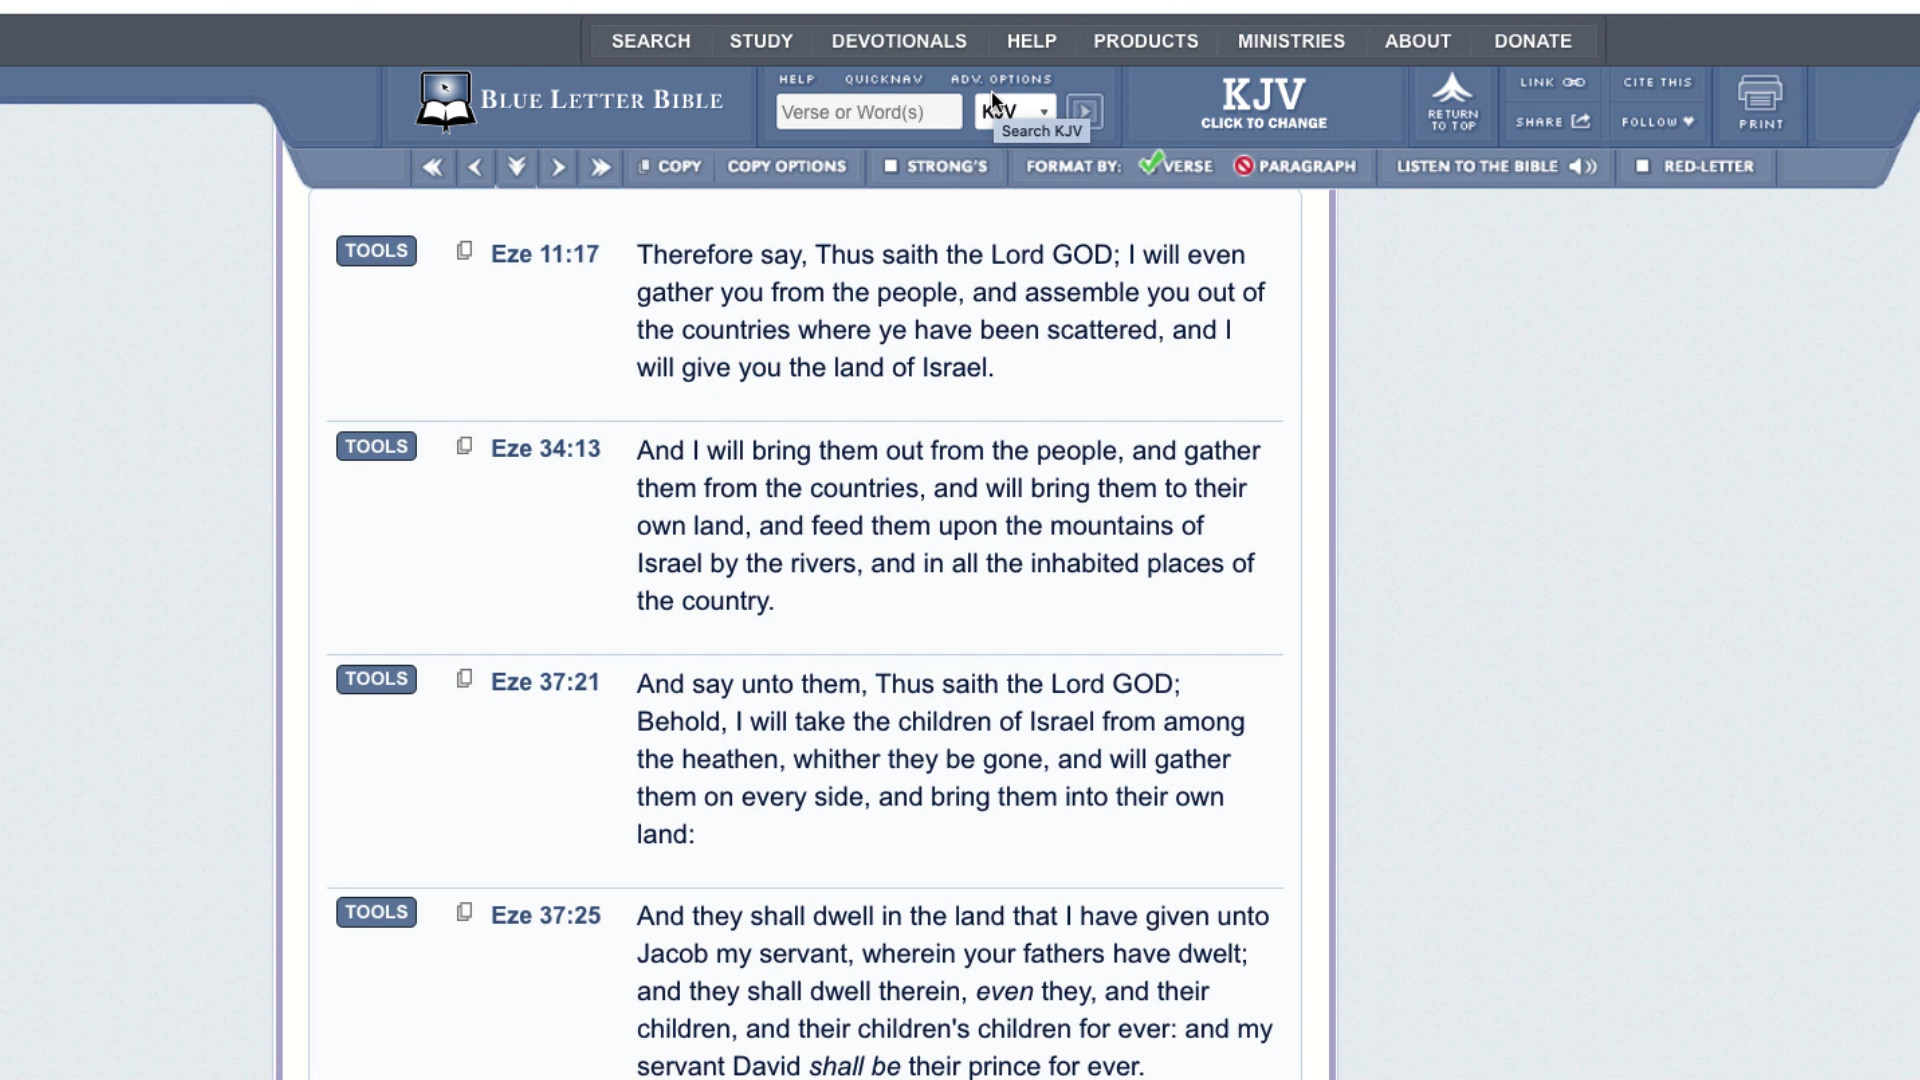 SEARCH STUDY DEVOTIONALS HELP PRODUCTS MINISTRIES ABOUT DONATE
HELP QUICKNAV ADV. OPTIONS
BLUE LETTER BIBLE
Verse or Word(s)
KJV
Search KJV
KJV
CLICK TO CHANGE
RETURN
TO TOP
LINK
SHARE
CITE THIS
FOLLOW
PRINT
COPY COPY OPTIONS STRONG'S FORMAT BY: VERSE PARAGRAPH LISTEN TO THE BIBLE RED-LETTER
TOOLS Eze 11:17 Therefore say, Thus saith the Lord GOD; I will even
gather you from the people, and assemble you out of
the countries where ye have been scattered, and I
will give you the land of Israel.
TOOLS Eze 34:13 And I will bring them out from the people, and gather
them from the countries, and will bring them to their
own land, and feed them upon the mountains of
Israel by the rivers, and in all the inhabited places of
the country.
TOOLS Eze 37:21 And say unto them, Thus saith the Lord GOD;
Behold, I will take the children of Israel from among
the heathen, whither they be gone, and will gather
them on every side, and bring them into their own
land:
TOOLS Eze 37:25 And they shall dwell in the land that I have given unto
Jacob my servant, wherein your fathers have dwelt;
and they shall dwell therein, even they, and their
children, and their children's children for ever: and my
servant David shall be their prince for ever.